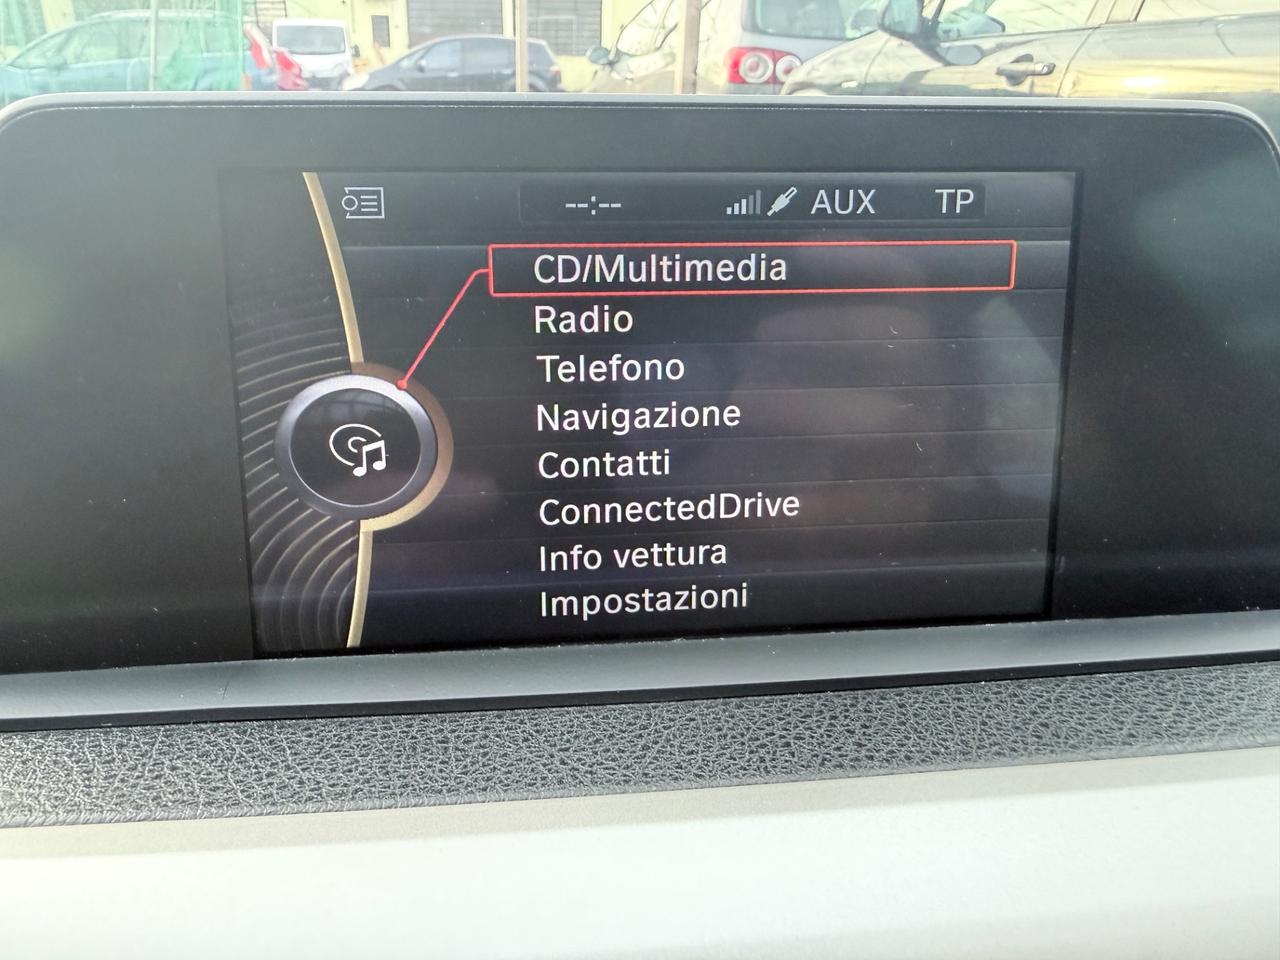 --:-- AUX TP
CD/Multimedia
Radio
Telefono
Navigazione
Contatti
ConnectedDrive
Info vettura
Impostazioni